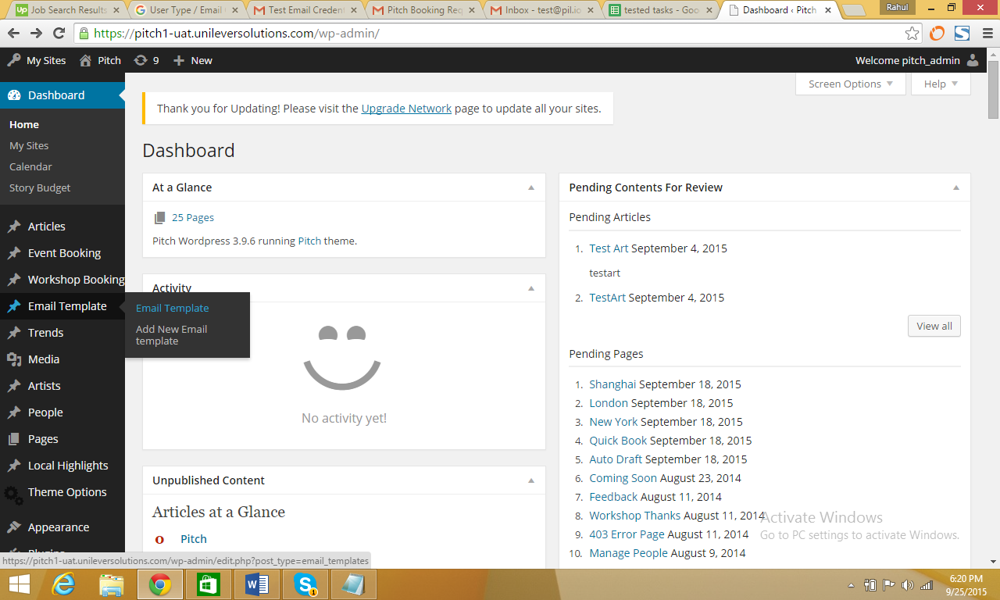 Job Search Results
User Type / Email
Test Email Creden
Pitch Booking Req
Inbox - test@pil.io
tested tasks - Goo
Dashboard ‹ Pitch
Rahul
https://pitch1-uat.unileversolutions.com/wp-admin/
My Sites
Pitch
9
New
Welcome pitch_admin
Dashboard
Home
My Sites
Calendar
Story Budget
Articles
Event Booking
Workshop Booking
Email Template
Trends
Media
Artists
People
Pages
Local Highlights
Theme Options
Appearance
Plugins
Email Template
Add New Email
template
Screen Options
Help
Thank you for Updating! Please visit the Upgrade Network page to update all your sites.
Dashboard
At a Glance
25 Pages
Pitch Wordpress 3.9.6 running Pitch theme.
Activity
No activity yet!
Unpublished Content
Articles at a Glance
0 Pitch
Pending Contents For Review
Pending Articles
1. Test Art September 4, 2015
testart
2. TestArt September 4, 2015
View all
Pending Pages
1. Shanghai September 18, 2015
2. London September 18, 2015
3. New York September 18, 2015
4. Quick Book September 18, 2015
5. Auto Draft September 18, 2015
6. Coming Soon August 23, 2014
7. Feedback August 11, 2014
8. Workshop Thanks August 11, 2014
9. 403 Error Page August 11, 2014
10. Manage People August 9, 2014
Activate Windows
Go to PC settings to activate Windows.
https://pitch1-uat.unileversolutions.com/wp-admin/edit.php?post_type=email_templates
1
6:20 PM
9/25/2015